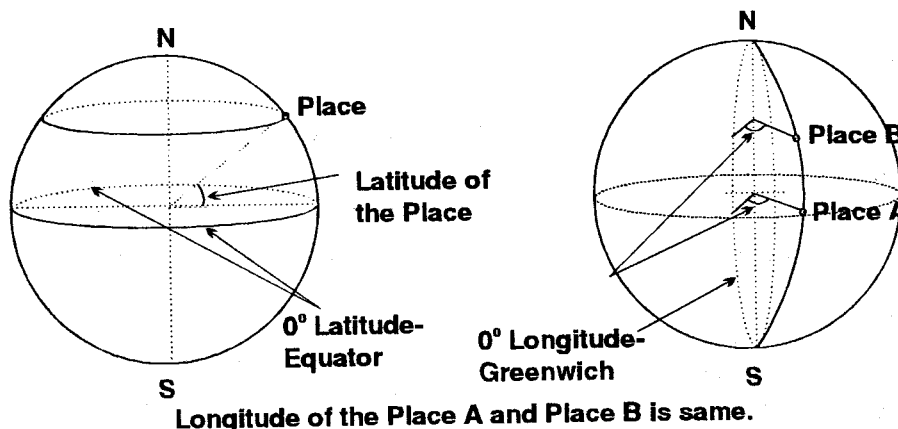 N
Place
Latitude of
the Place
0° Latitude-
Equator
S
N
Place B
Place A
0° Longitude-
Greenwich
S
Longitude of the Place A and Place B is same.